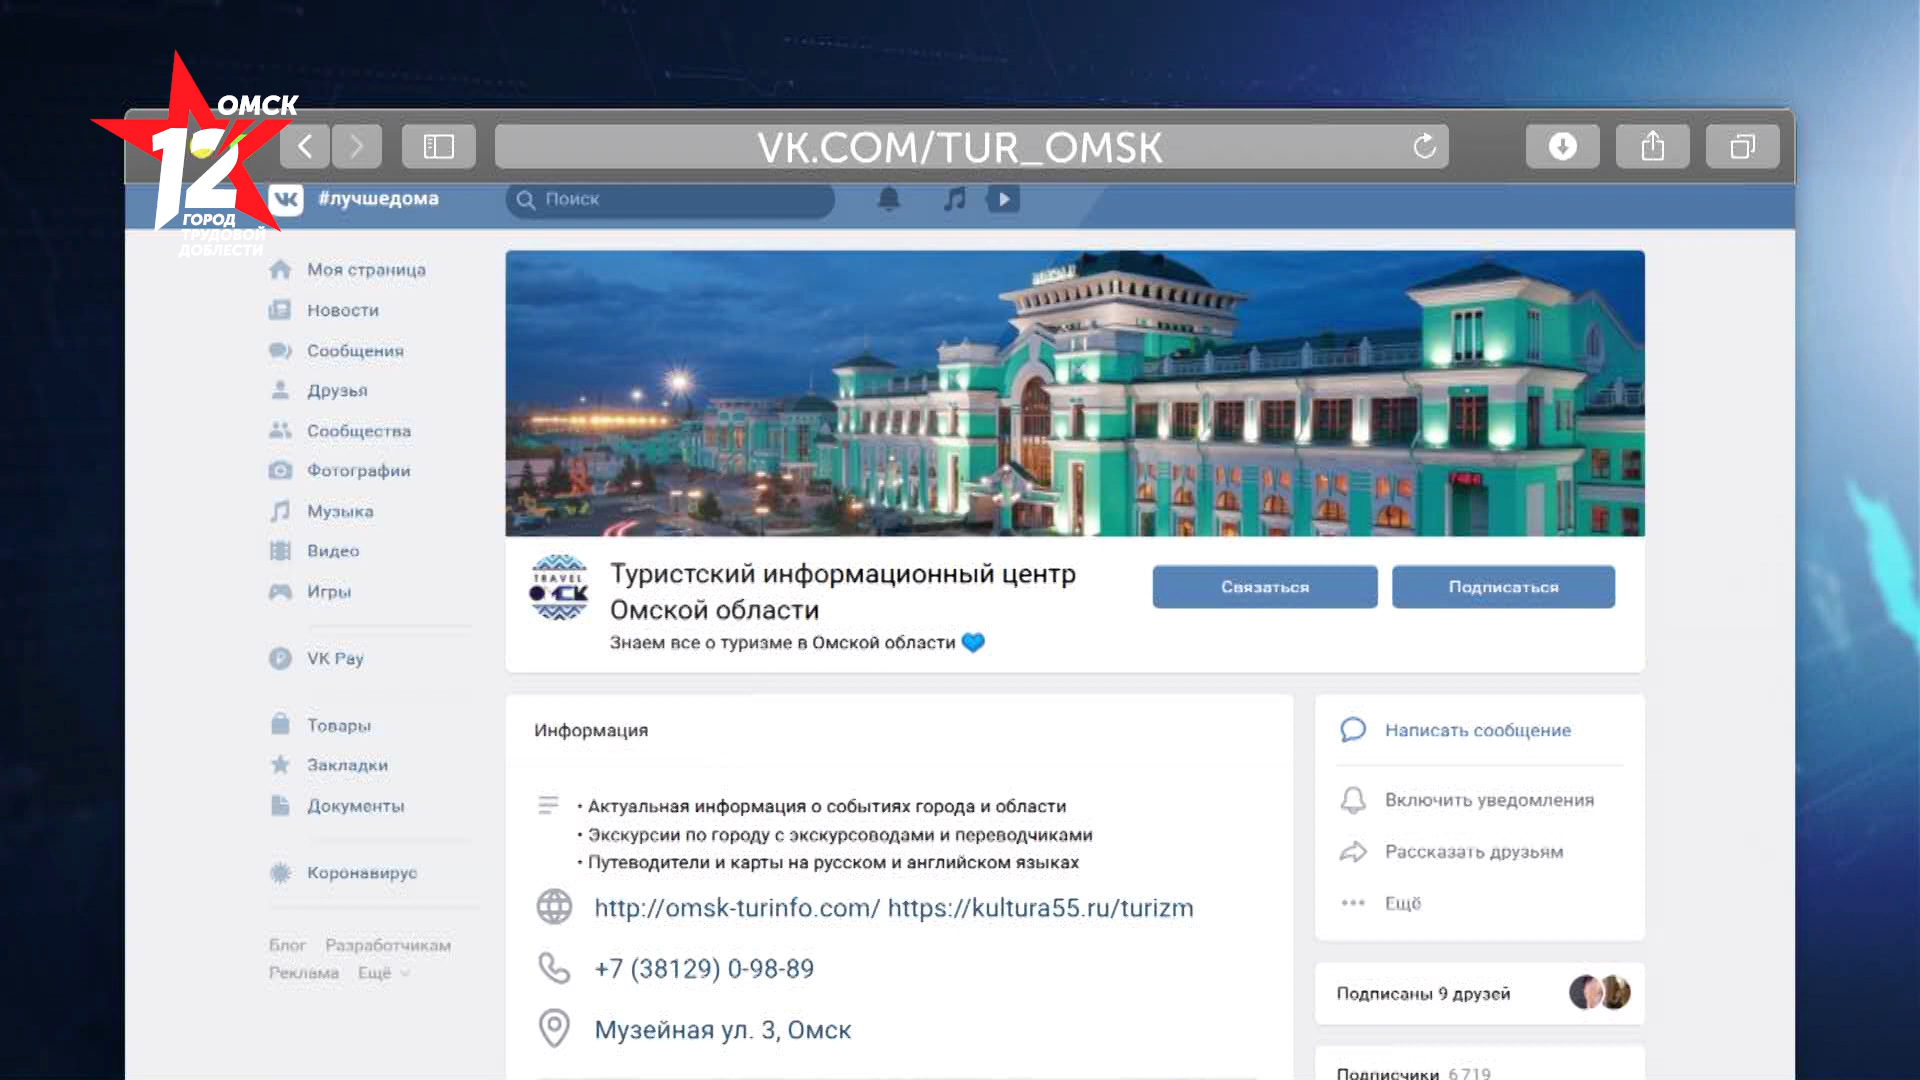 ОМСК
12
ГОРОД
ТРУДОВОЙ
ДОБЛЕСТИ
VK.COM/TUR_OMSK
#лучшедома
Поиск
Моя страница
Новости
Сообщения
Друзья
Сообщества
Фотографии
Музыка
Видео
Игры
VK Pay
Товары
Закладки
Документы
Коронавирус
Блог Разработчикам
Реклама Ещё
TRAVEL
Туристский информационный центр
Омской области
Знаем все о туризме в Омской области
Связаться
Подписаться
Информация
• Актуальная информация о событиях города и области
• Экскурсии по городу с экскурсоводами и переводчиками
• Путеводители и карты на русском и английском языках
http://omsk-turinfo.com/ https://kultura55.ru/turizm
+7 (38129) 0-98-89
Музейная ул. 3, Омск
Написать сообщение
Включить уведомления
Рассказать друзьям
Ещё
Подписаны 9 друзей
Подписчики 6 719